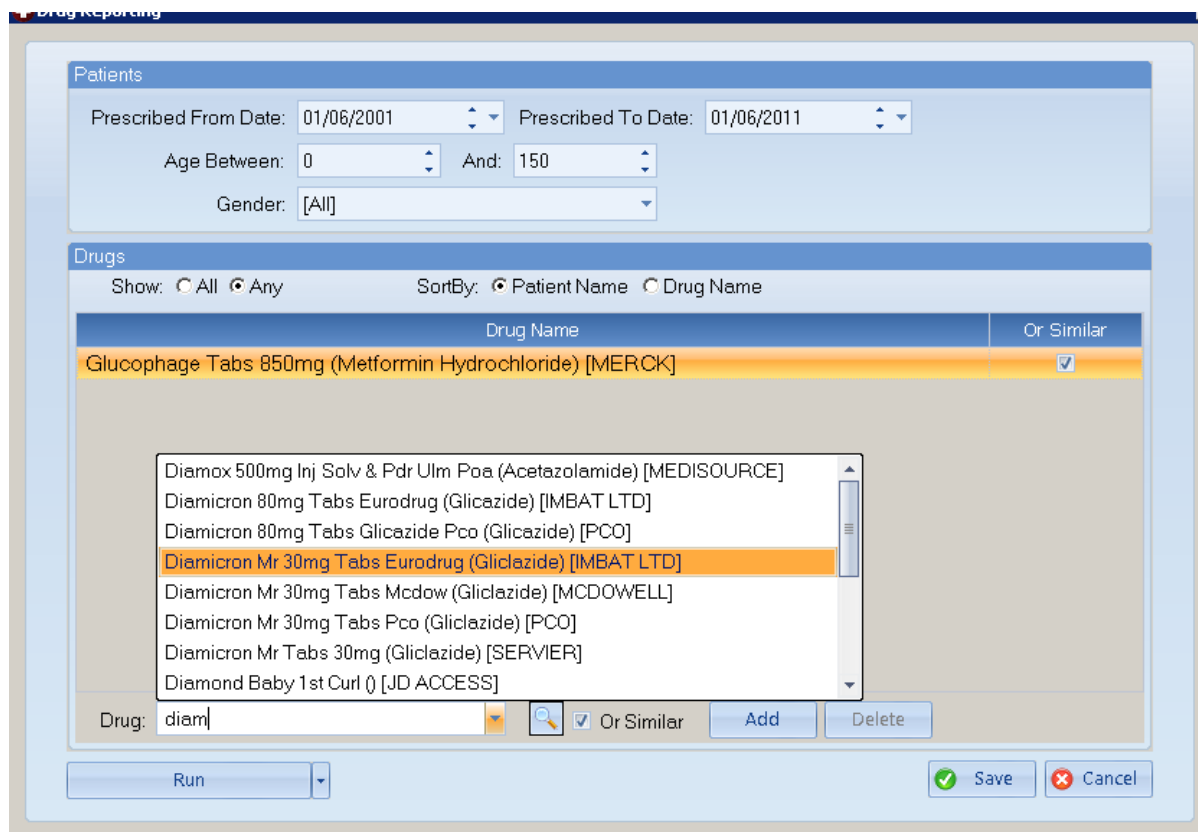 Drug Reporting
Patients
Prescribed From Date: 01/06/2001 Prescribed To Date: 01/06/2011
Age Between: 0 And: 150
Gender: [All]
Drugs
Show: All Any SortBy: Patient Name Drug Name
Drug Name Or Similar
Glucophage Tabs 850mg (Metformin Hydrochloride) [MERCK]
Diamox 500mg Inj Solv & Pdr Ulm Poa (Acetazolamide) [MEDISOURCE]
Diamicron 80mg Tabs Eurodrug (Glicazide) [IMBAT LTD]
Diamicron 80mg Tabs Glicazide Pco (Glicazide) [PCO]
Diamicron Mr 30mg Tabs Eurodrug (Gliclazide) [IMBAT LTD]
Diamicron Mr 30mg Tabs Mcdow (Gliclazide) [MCDOWELL]
Diamicron Mr 30mg Tabs Pco (Gliclazide) [PCO]
Diamicron Mr Tabs 30mg (Gliclazide) [SERVIER]
Diamond Baby 1st Curl () [JD ACCESS]
Drug: diam Or Similar Add Delete
Run Save Cancel